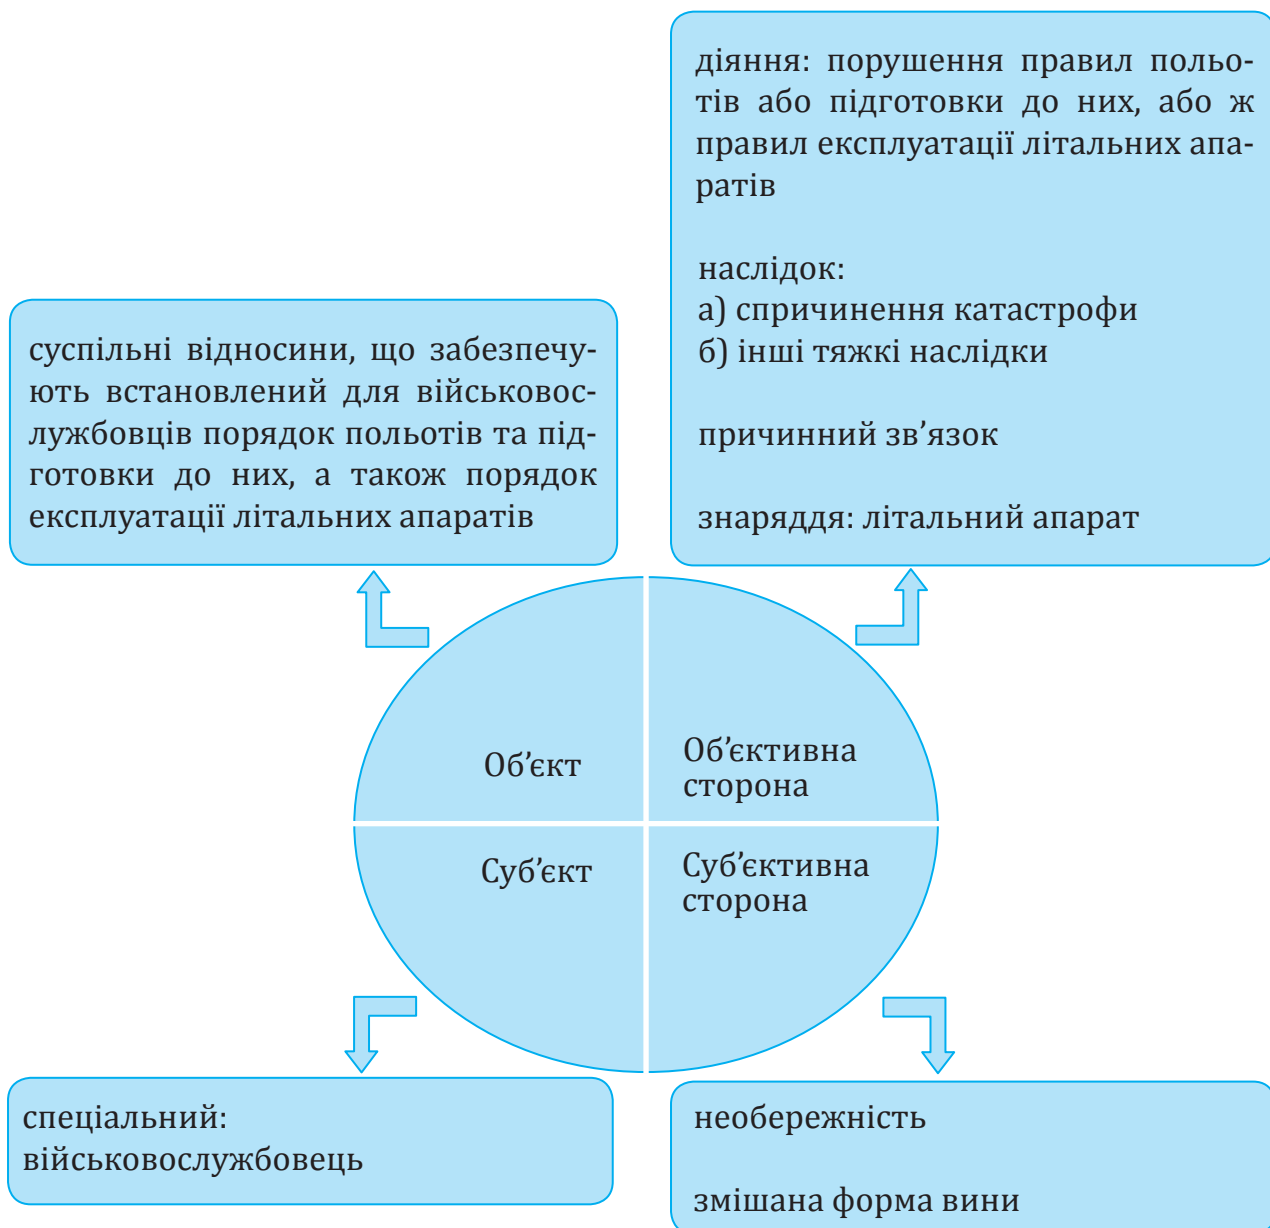 діяння: порушення правил польо-
тів або підготовки до них, або ж
правил експлуатації літальних апа-
ратів
наслідок:
а) спричинення катастрофи
б) інші тяжкі наслідки
причинний зв’язок
знаряддя: літальний апарат
суспільні відносини, що забезпечу-
ють встановлений для військовос-
лужбовців порядок польотів та під-
готовки до них, а також порядок
експлуатації літальних апаратів
Об’єкт
Об’єктивна
сторона
Суб’єкт
Суб’єктивна
сторона
спеціальний:
військовослужбовець
необережність
змішана форма вини